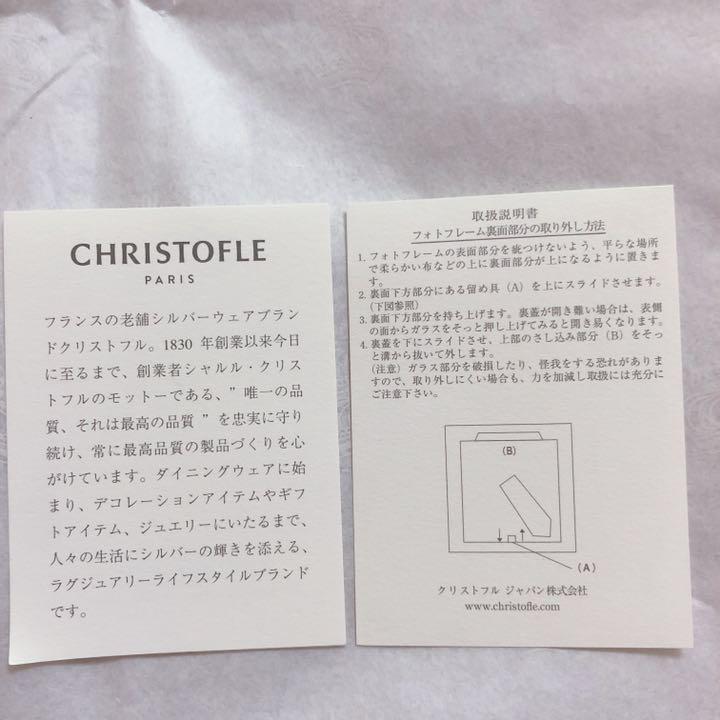 CHRISTOFLE
PARIS
フランスの老舗シルバーウェアブラン
ドクリストフル。1830 年創業以来今日
に至るまで、創業者シャルル・クリス
トフルのモットーである、” 唯一の品
質、それは最高の品質 ” を忠実に守り
続け、常に最高品質の製品づくりを心
がけています。ダイニングウェアに始
まり、デコレーションアイテムやギフ
トアイテム、ジュエリーにいたるまで、
人々の生活にシルバーの輝きを添える、
ラグジュアリーライフスタイルブランド
です。
取扱説明書
フォトフレーム裏面部分の取り外し方法
1. フォトフレームの表面部分を疵つけないよう、平らな場所
で柔らかい布などの上に裏面部分が上になるように置きま
す。
2. 裏面下方部分にある留め具（A）を上にスライドさせます。
（下図参照）
3. 裏面下方部分を持ち上げます。裏蓋が開き難い場合は、表側
の面からガラスをそっと押し上げてみると開き易くなります。
4. 裏蓋を下にスライドさせ、上部のさし込み部分（B）をそっ
と溝から抜いて外します。
（注意）ガラス部分を破損したり、怪我をする恐れがありま
すので、取り外しにくい場合も、力を加減し取扱には充分に
ご注意下さい。
(B)
(A)
クリストフル ジャパン株式会社
www.christofle.com